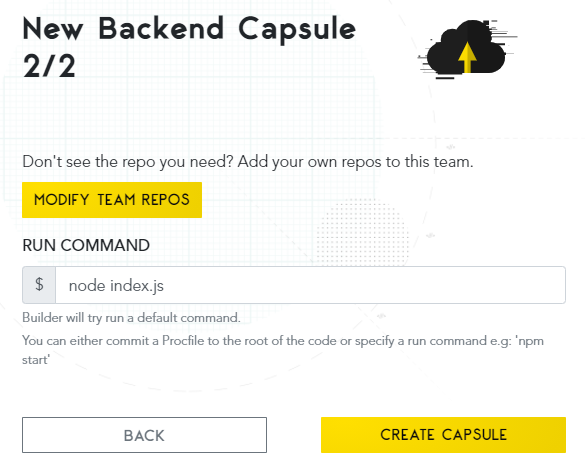 New Backend Capsule
2/2
Don't see the repo you need? Add your own repos to this team.
MODIFY TEAM REPOS
RUN COMMAND
$ node index.js
Builder will try run a default command.
You can either commit a Procfile to the root of the code or specify a run command e.g: 'npm
start'
BACK CREATE CAPSULE